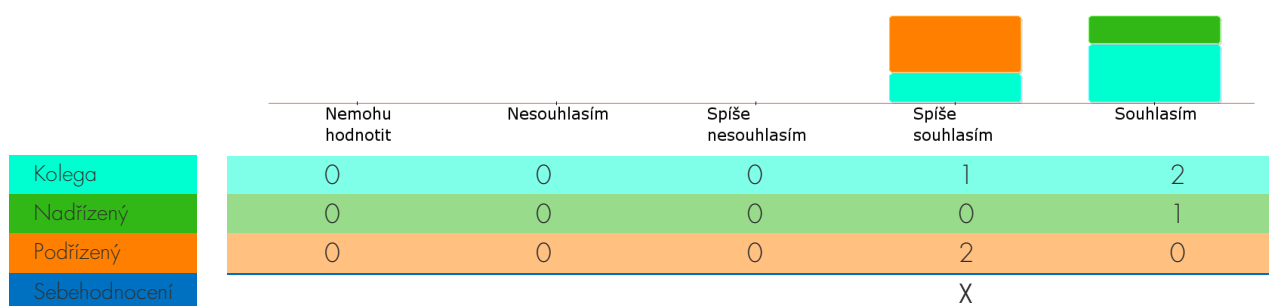 Nemohu Nesouhlasím Spíše Spíše Souhlasím
hodnotit nesouhlasím souhlasím
Kolega 0 0 0 1 2
Nadřízený 0 0 0 0 1
Podřízený 0 0 0 2 0
Sebehodnocení X